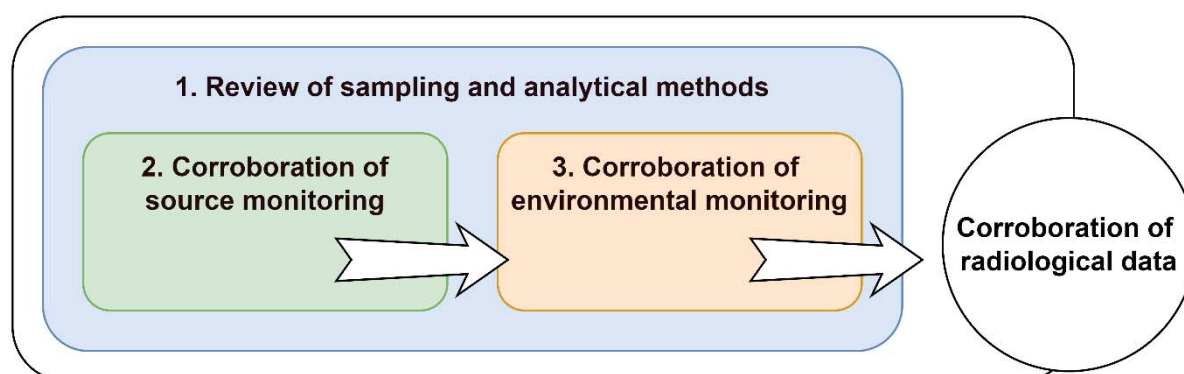 1. Review of sampling and analytical methods
2. Corroboration of
source monitoring
3. Corroboration of
environmental monitoring
Corroboration of
radiological data